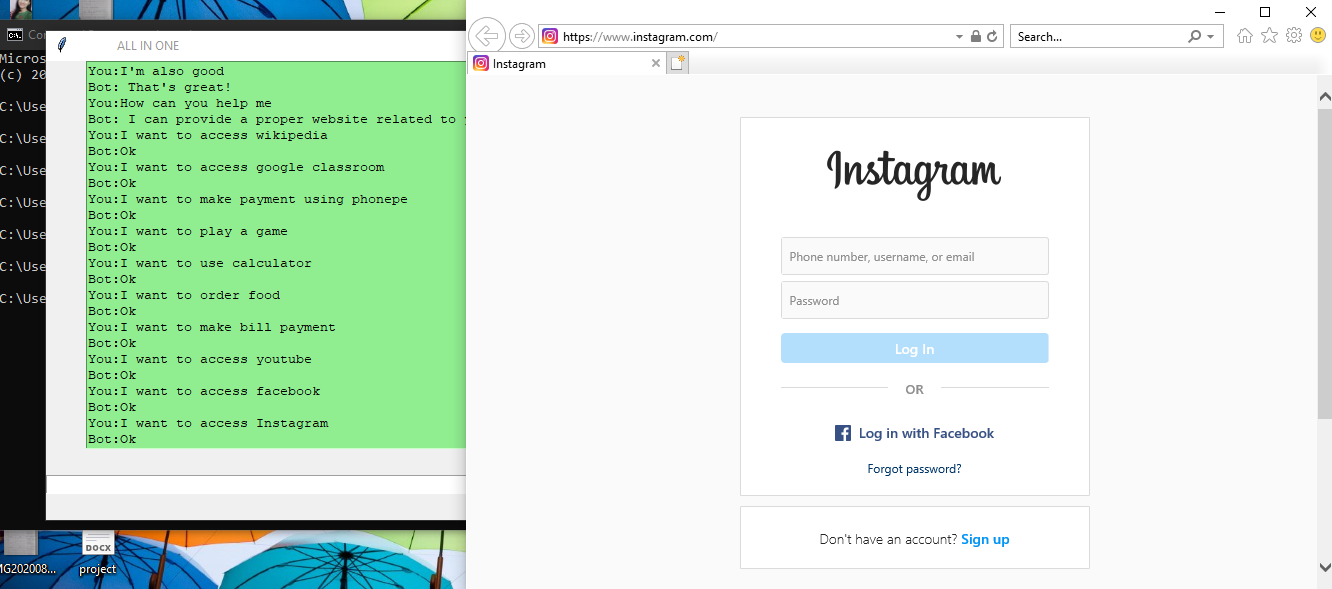 ALL IN ONE
Micros
(c) 20
C:\Use
C:\Use
C:\Use
C:\Use
C:\Use
C:\Use
C:\Use
You:I'm also good
Bot: That's great!
You:How can you help me
Bot: I can provide a proper website related to
You:I want to access wikipedia
Bot:Ok
You:I want to access google classroom
Bot:Ok
You:I want to make payment using phonepe
Bot:Ok
You:I want to play a game
Bot:Ok
You:I want to use calculator
Bot:Ok
You:I want to order food
Bot:Ok
You:I want to make bill payment
Bot:Ok
You:I want to access youtube
Bot:Ok
You:I want to access facebook
Bot:Ok
You:I want to access Instagram
Bot:Ok
DOCX
MG202008...
project
https://www.instagram.com/
Search...
Instagram
Instagram
Phone number, username, or email
Password
Log In
OR
Log in with Facebook
Forgot password?
Don't have an account? Sign up